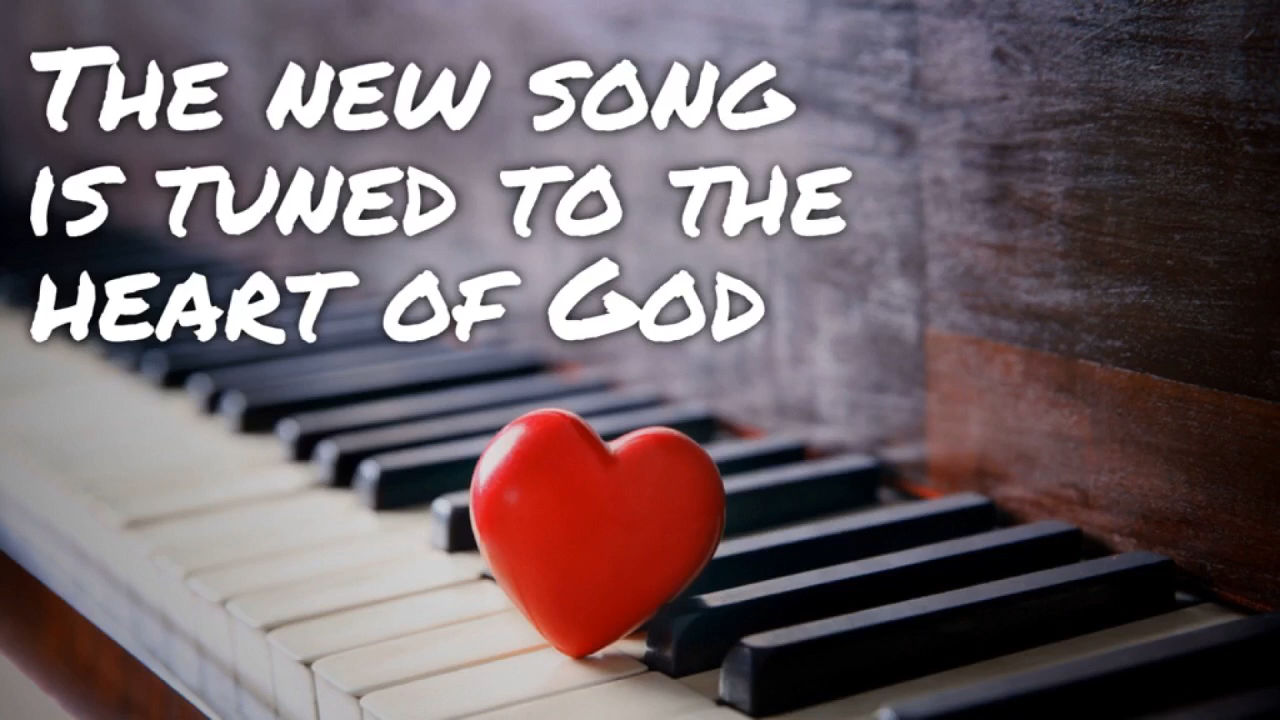 The new song
is tuned to the
heart of God